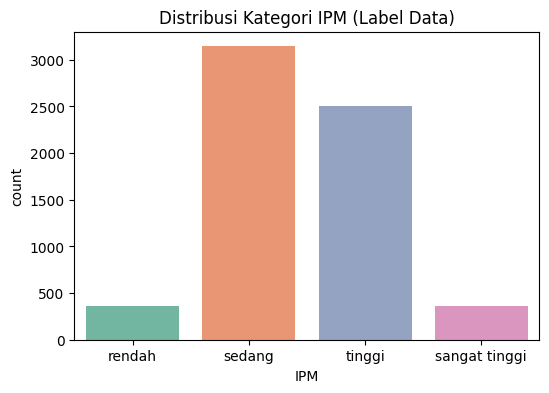 Distribusi Kategori IPM (Label Data)
3000
2500
2000
1500
1000
500
0
count
rendah sedang tinggi sangat tinggi
IPM